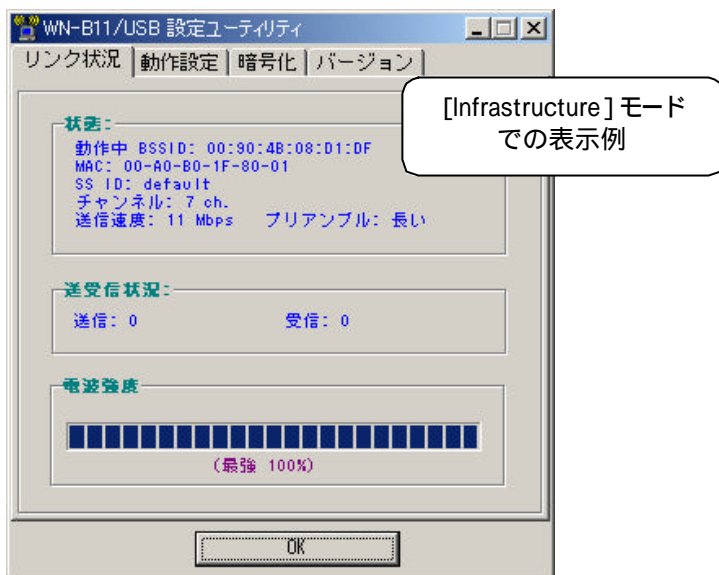 WN-B11/USB 設定ユーティリティ
リンク状況 動作設定 暗号化 バージョン
[Infrastructure] モード
での表示例
状態:
動作中 BSSID: 00:90:4B:08:D1:DF
MAC: 00-A0-B0-1F-80-01
SS ID: default
チャンネル: 7 ch.
送信速度: 11 Mbps プリアンブル: 長い
送受信状況:
送信: 0 受信: 0
電波強度
(最強 100%)
OK